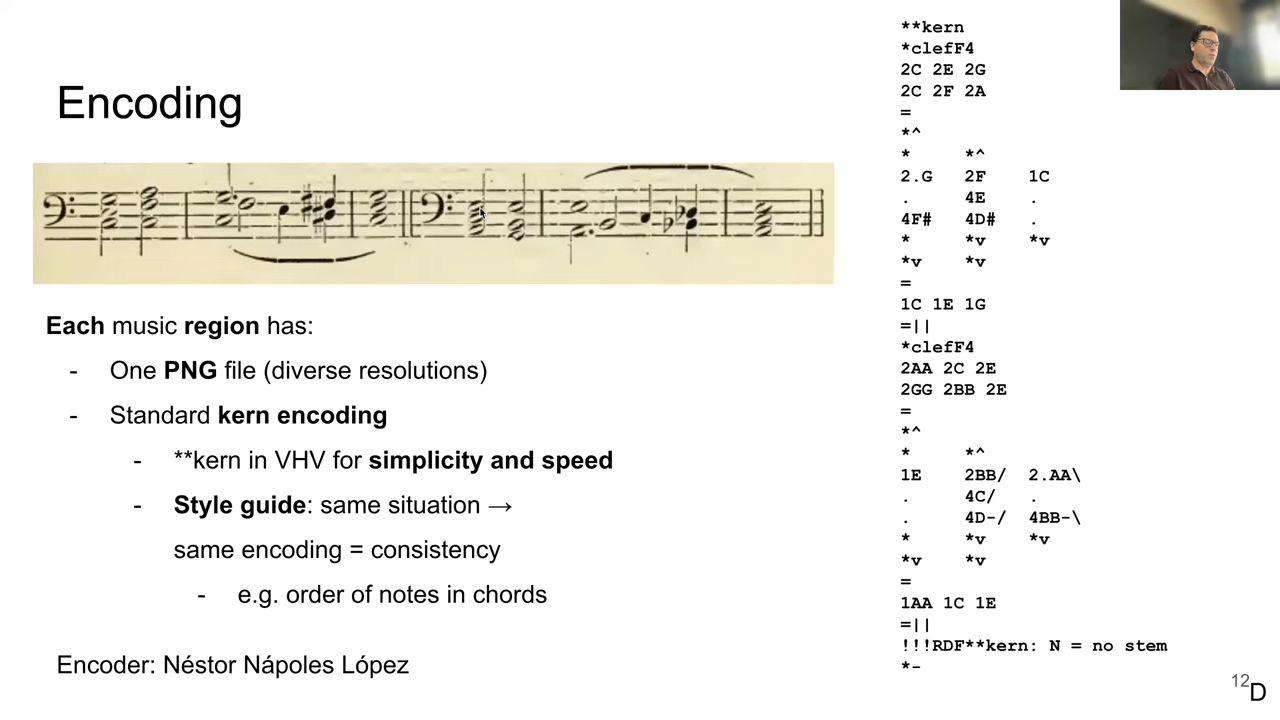 Encoding
Each music region has:
- One PNG file (diverse resolutions)
- Standard kern encoding
- **kern in VHV for simplicity and speed
- Style guide: same situation →
same encoding = consistency
- e.g. order of notes in chords
Encoder: Néstor Nápoles López
**kern
*clefF4
2C 2E 2G
2C 2F 2A
=
*^
* *^
2.G 2F 1C
. 4E .
4F# 4D# .
* *v *v
*v *v
=
1C 1E 1G
=||
*clefF4
2AA 2C 2E
2GG 2BB 2E
=
*^
* *^
1E 2BB/ 2.AA\
. 4C/ .
. 4D-/ 4BB-\
* *v *v
*v *v
=
1AA 1C 1E
=||
!!!RDF**kern: N = no stem
*-
12
D